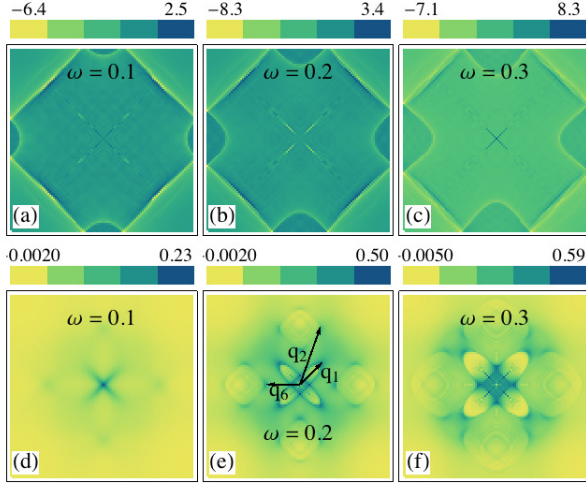 −6.4 2.5 −8.3 3.4 −7.1 8.3
ω = 0.1 ω = 0.2 ω = 0.3
(a) (b) (c)
-0.0020 0.23 -0.0020 0.50 -0.0050 0.59
ω = 0.1 ω = 0.3
q2
q1
q6
ω = 0.2
(d) (e) (f)